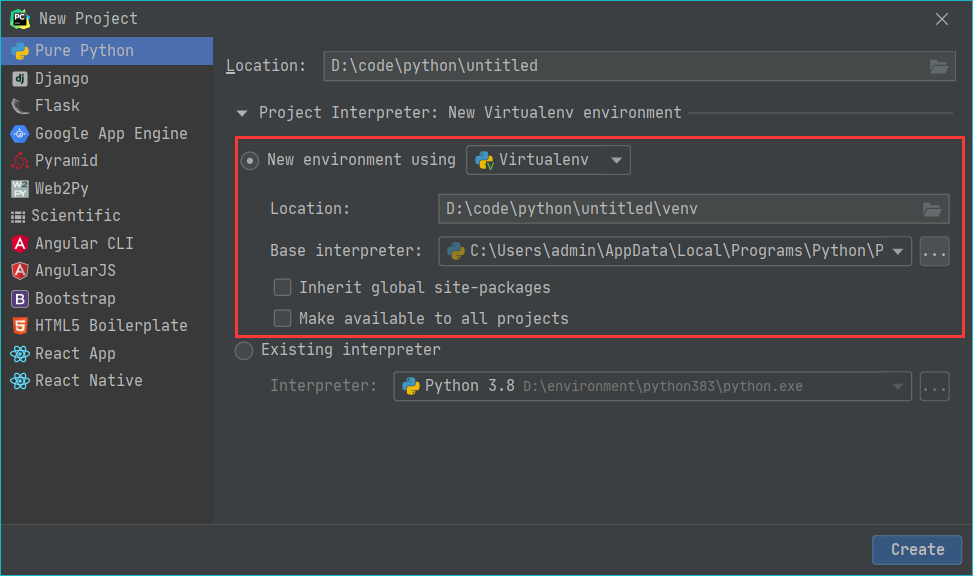 New Project
Pure Python
Django
Flask
Google App Engine
Pyramid
Web2Py
Scientific
Angular CLI
AngularJS
Bootstrap
HTML5 Boilerplate
React App
React Native
Location: D:\code\python\untitled
Project Interpreter: New Virtualenv environment
New environment using Virtualenv
Location: D:\code\python\untitled\venv
Base interpreter: C:\Users\admin\AppData\Local\Programs\Python\P ...
Inherit global site-packages
Make available to all projects
Existing interpreter
Interpreter: Python 3.8 D:\environment\python383\python.exe ...
Create